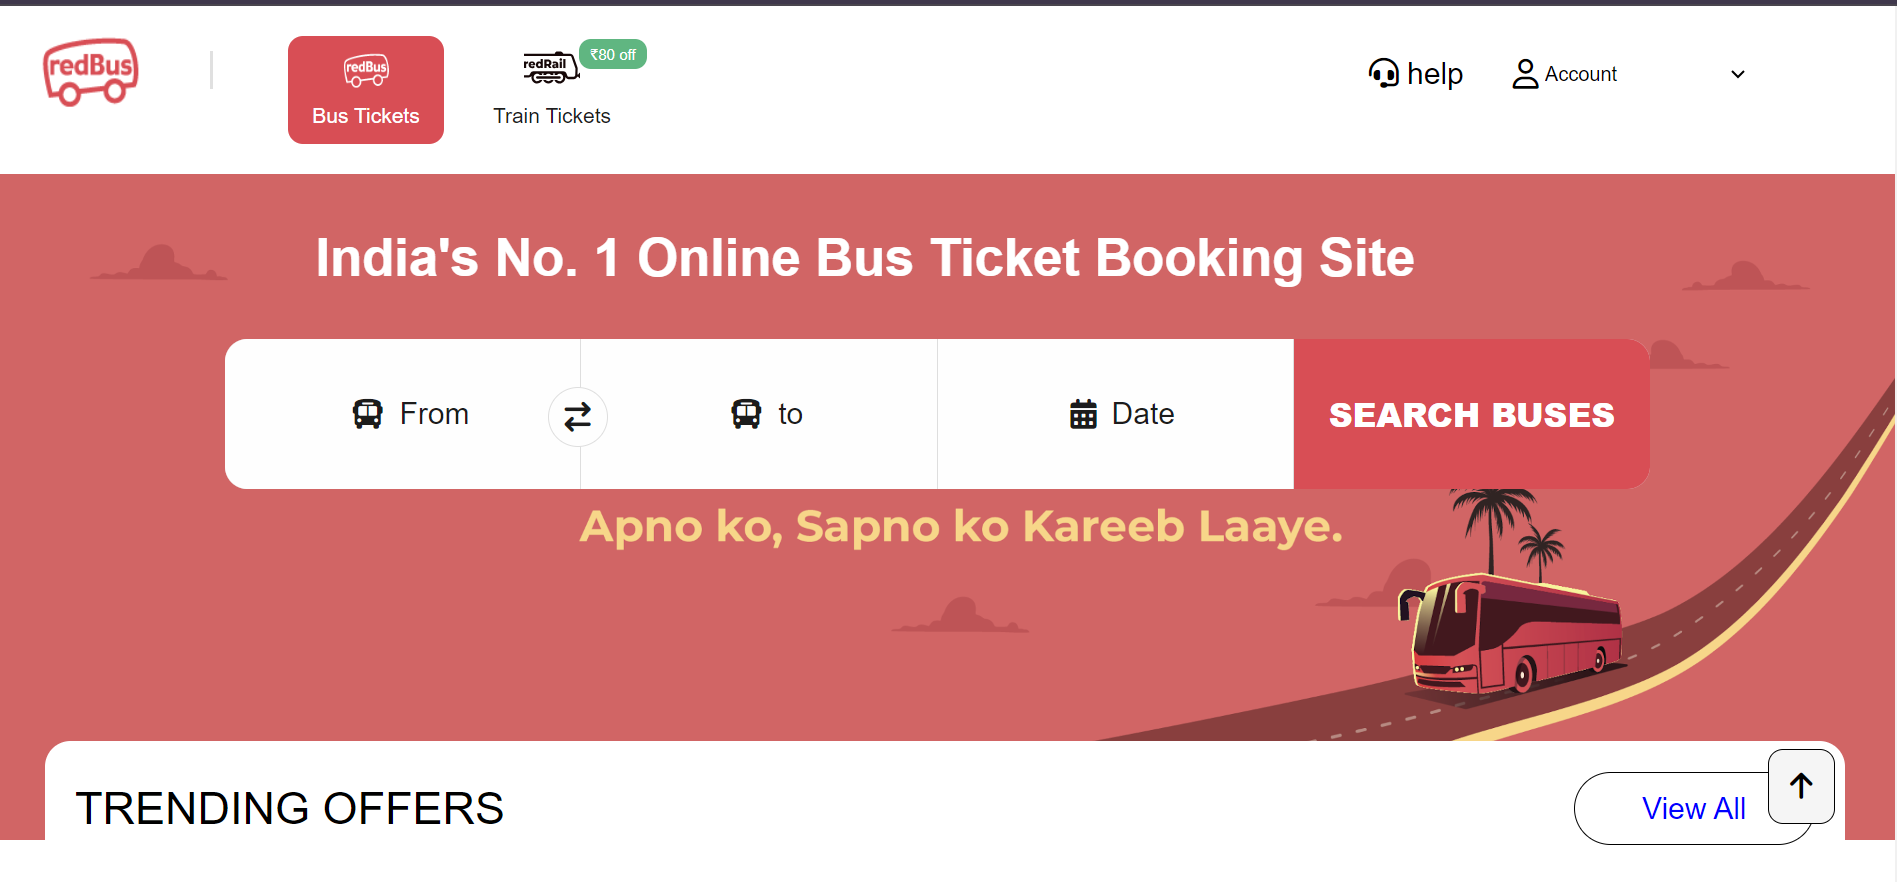 redBus
redBus
Bus Tickets
redRail
₹80 off
Train Tickets
help
Account
India's No. 1 Online Bus Ticket Booking Site
From
to
Date
SEARCH BUSES
Apno ko, Sapno ko Kareeb Laaye.
TRENDING OFFERS
View All